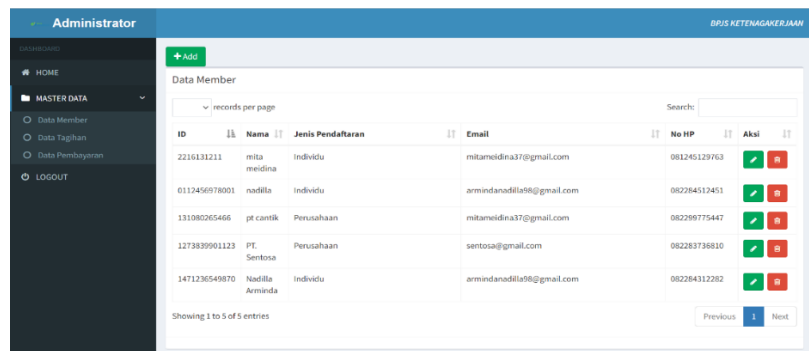 Administrator
BPJS KETENAGAKERJAAN
DASHBOARD
HOME
MASTER DATA
Data Member
Data Tagihan
Data Pembayaran
LOGOUT
+ Add
Data Member
records per page
Search:
ID Nama Jenis Pendaftaran Email No HP Aksi
2216131211 mita meidina Individu mitameidina37@gmail.com 081245129763
0112456978001 nadilla Individu armindanadilla98@gmail.com 082284512451
131080265466 pt cantik Perusahaan mitameidina37@gmail.com 082299775447
1273839901123 PT. Sentosa Perusahaan sentosa@gmail.com 082283736810
1471236549870 Nadilla Arminda Individu armindanadilla98@gmail.com 082284312282
Showing 1 to 5 of 5 entries
Previous 1 Next